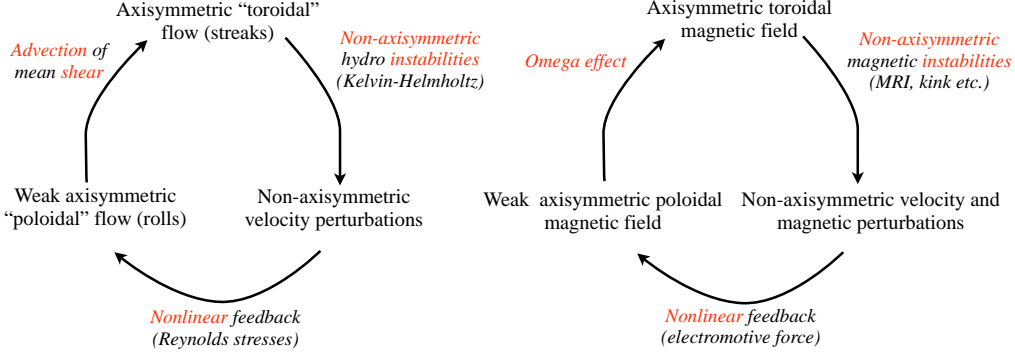 Axisymmetric “toroidal”
flow (streaks)
Advection of
mean shear
Non-axisymmetric
hydro instabilities
(Kelvin-Helmholtz)
Weak axisymmetric
“poloidal” flow (rolls)
Non-axisymmetric
velocity perturbations
Nonlinear feedback
(Reynolds stresses)
Axisymmetric toroidal
magnetic field
Omega effect
Non-axisymmetric
magnetic instabilities
(MRI, kink etc.)
Weak axisymmetric poloidal
magnetic field
Non-axisymmetric velocity and
magnetic perturbations
Nonlinear feedback
(electromotive force)